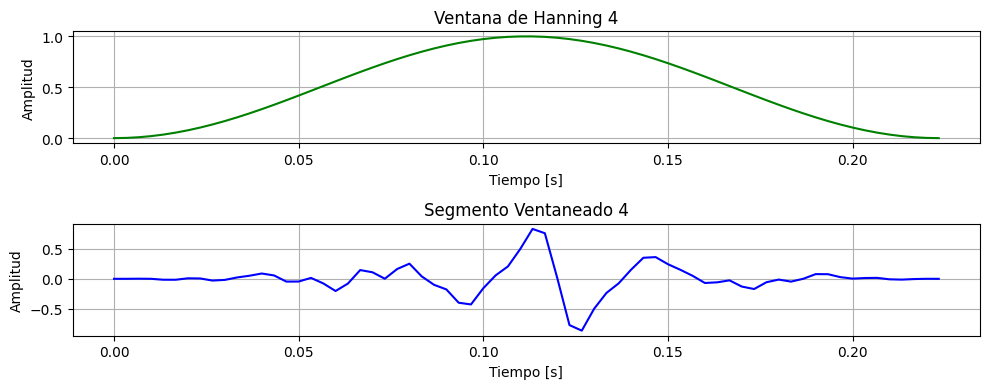 Ventana de Hanning 4
Amplitud
1.0
0.5
0.0
0.00 0.05 0.10 0.15 0.20
Tiempo [s]
Segmento Ventaneado 4
Amplitud
0.5
0.0
−0.5
0.00 0.05 0.10 0.15 0.20
Tiempo [s]